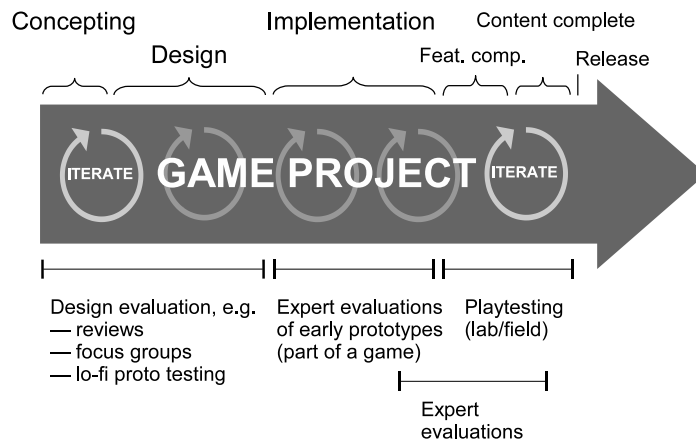 Concepting
Implementation
Content complete
Design
Feat. comp.
Release
ITERATE
GAME PROJECT
ITERATE
Design evaluation, e.g.
— reviews
— focus groups
— lo-fi proto testing
Expert evaluations
of early prototypes
(part of a game)
Playtesting
(lab/field)
Expert
evaluations